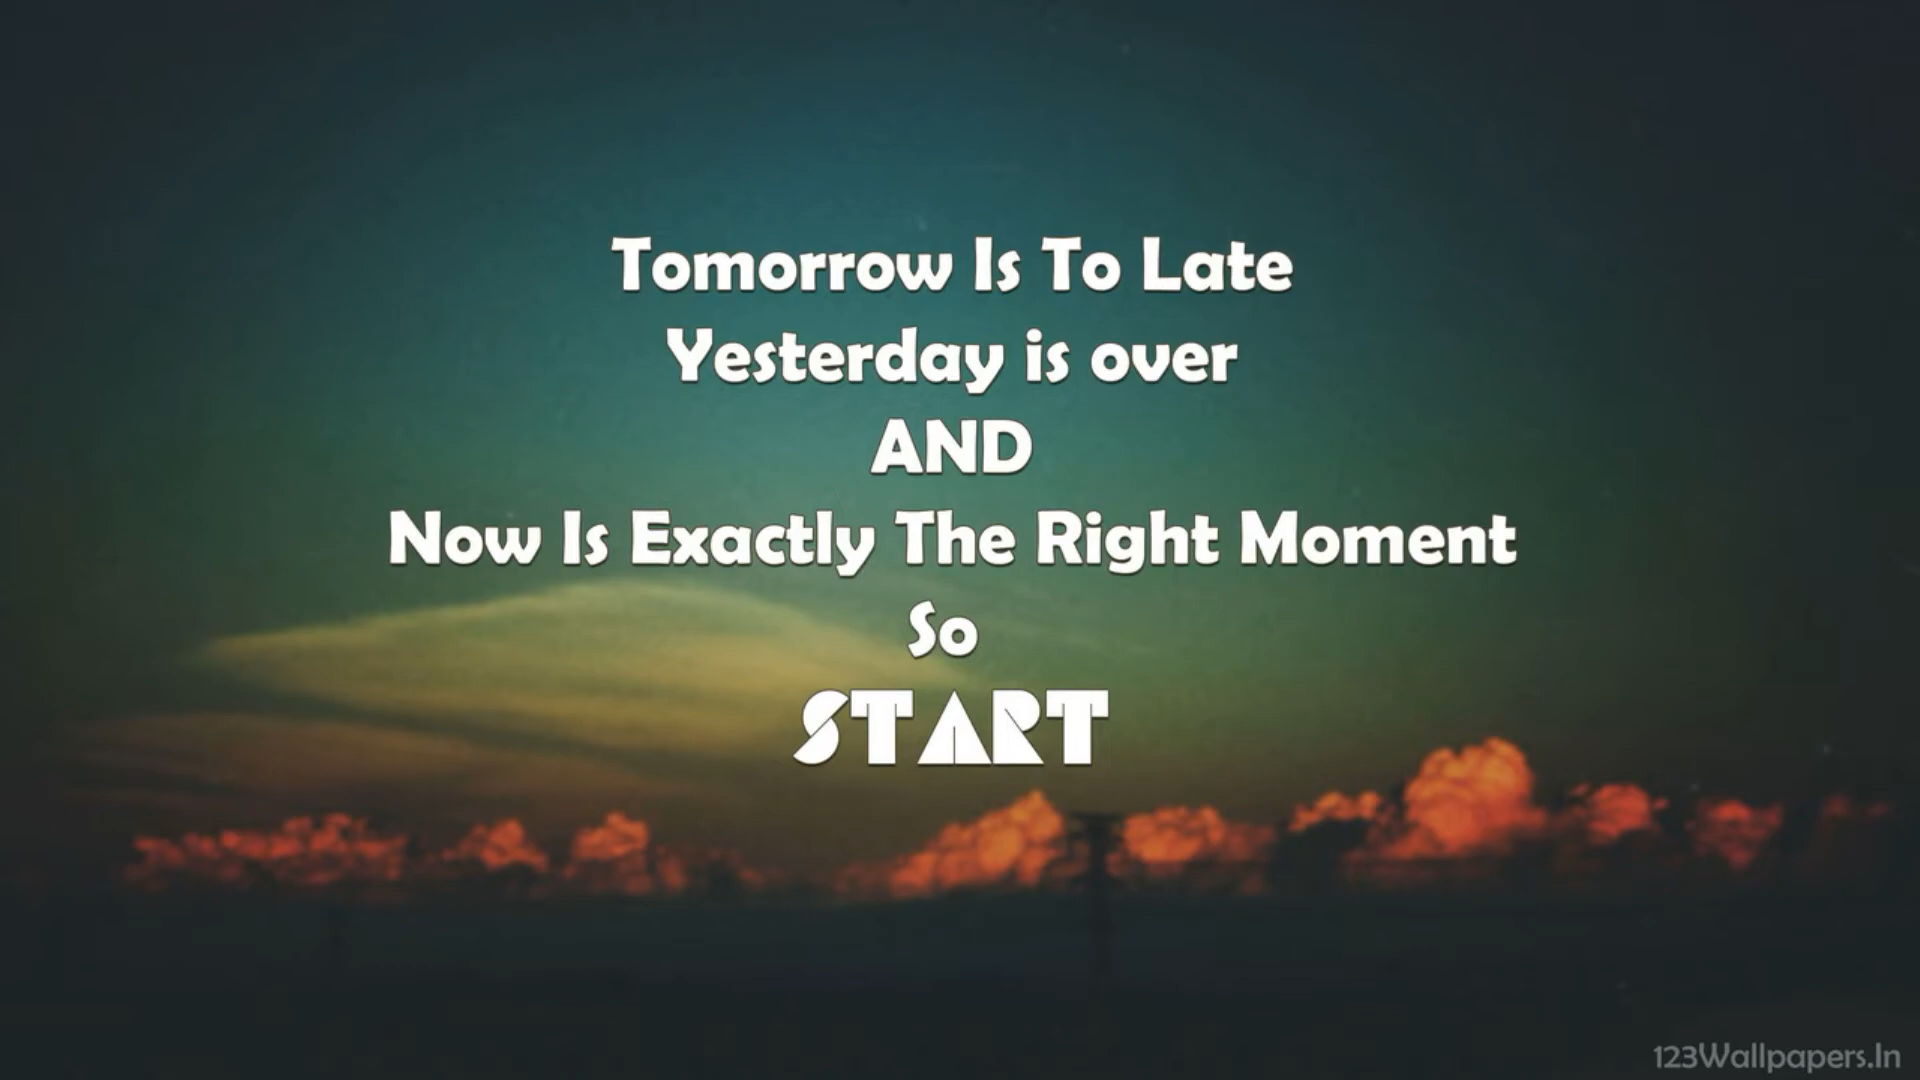 Tomorrow Is To Late
Yesterday is over
AND
Now Is Exactly The Right Moment
So
START
123Wallpapers.In